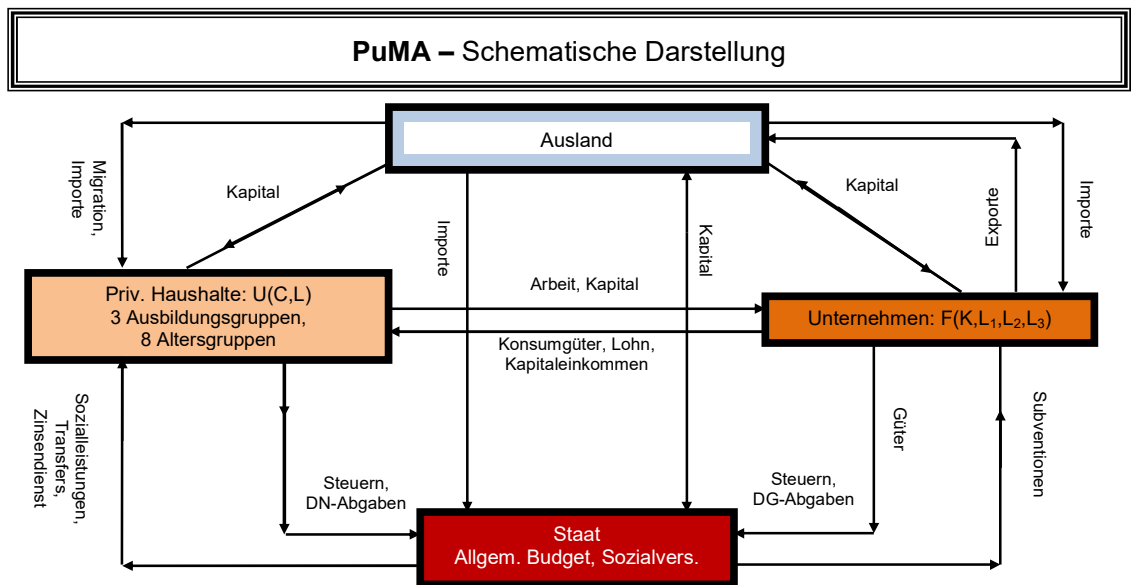 PuMA – Schematische Darstellung
Ausland
Migration,
Importe
Kapital
Importe
Kapital
Kapital
Exporte
Importe
Priv. Haushalte: U(C,L)
3 Ausbildungsgruppen,
8 Altersgruppen
Arbeit, Kapital
Konsumgüter, Lohn,
Kapitaleinkommen
Unternehmen: F(K,L₁,L₂,L₃)
Sozialleistungen,
Transfers,
Zinsendienst
Steuern,
DN-Abgaben
Steuern,
DG-Abgaben
Güter
Subventionen
Staat
Allgem. Budget, Sozialvers.